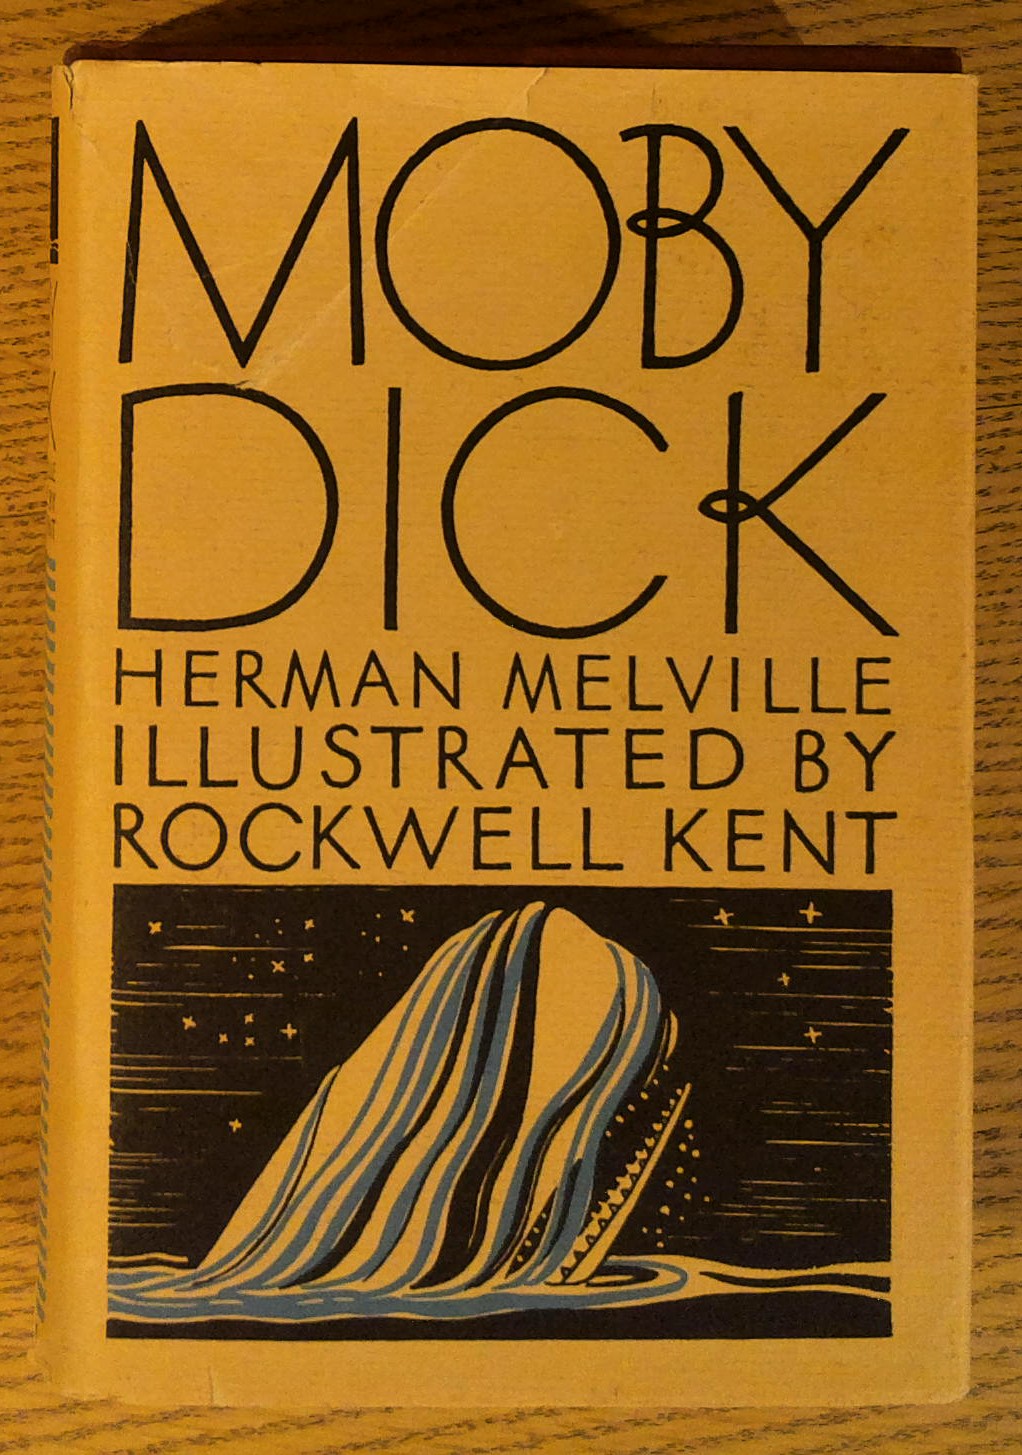 MOBY
DICK
HERMAN MELVILLE
ILLUSTRATED BY
ROCKWELL KENT